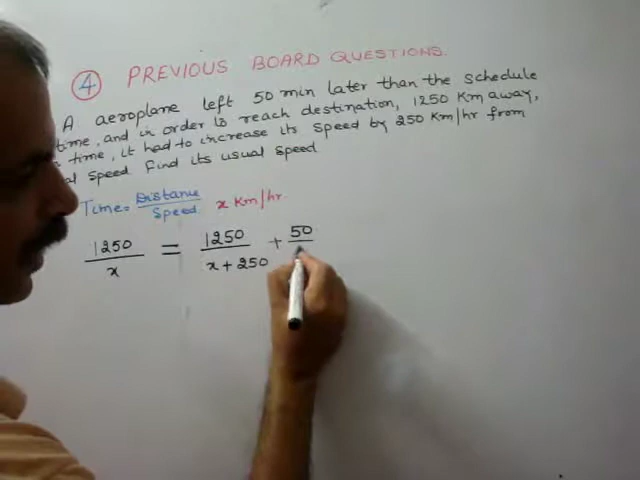 4 PREVIOUS BOARD QUESTIONS.
A aeroplane left 50 min later than the schedule
time, and in order to reach destination, 1250 Km away,
time, it had to increase its speed by 250 Km/hr from
speed find its usual speed
Time = Distance/Speed x Km/hr.
1250/x = 1250/x + 250 + 50